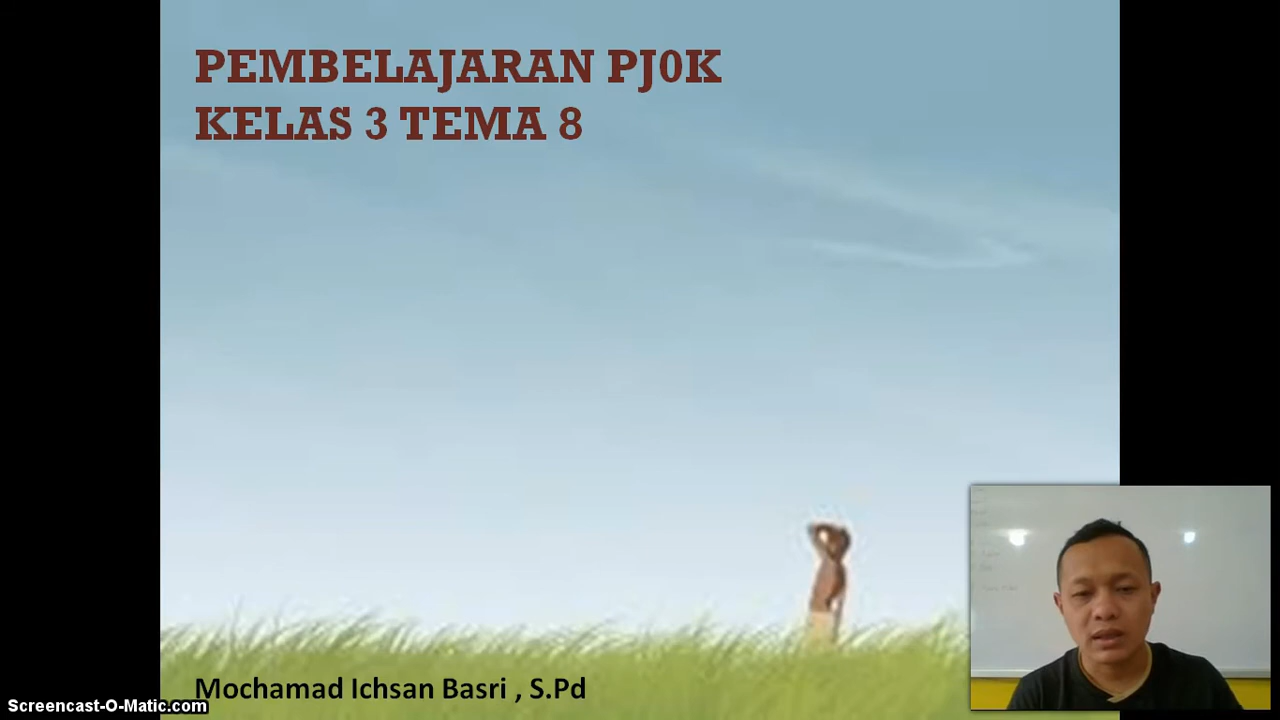 PEMBELAJARAN PJ0K
KELAS 3 TEMA 8
Mochamad Ichsan Basri , S.Pd
Screencast-O-Matic.com